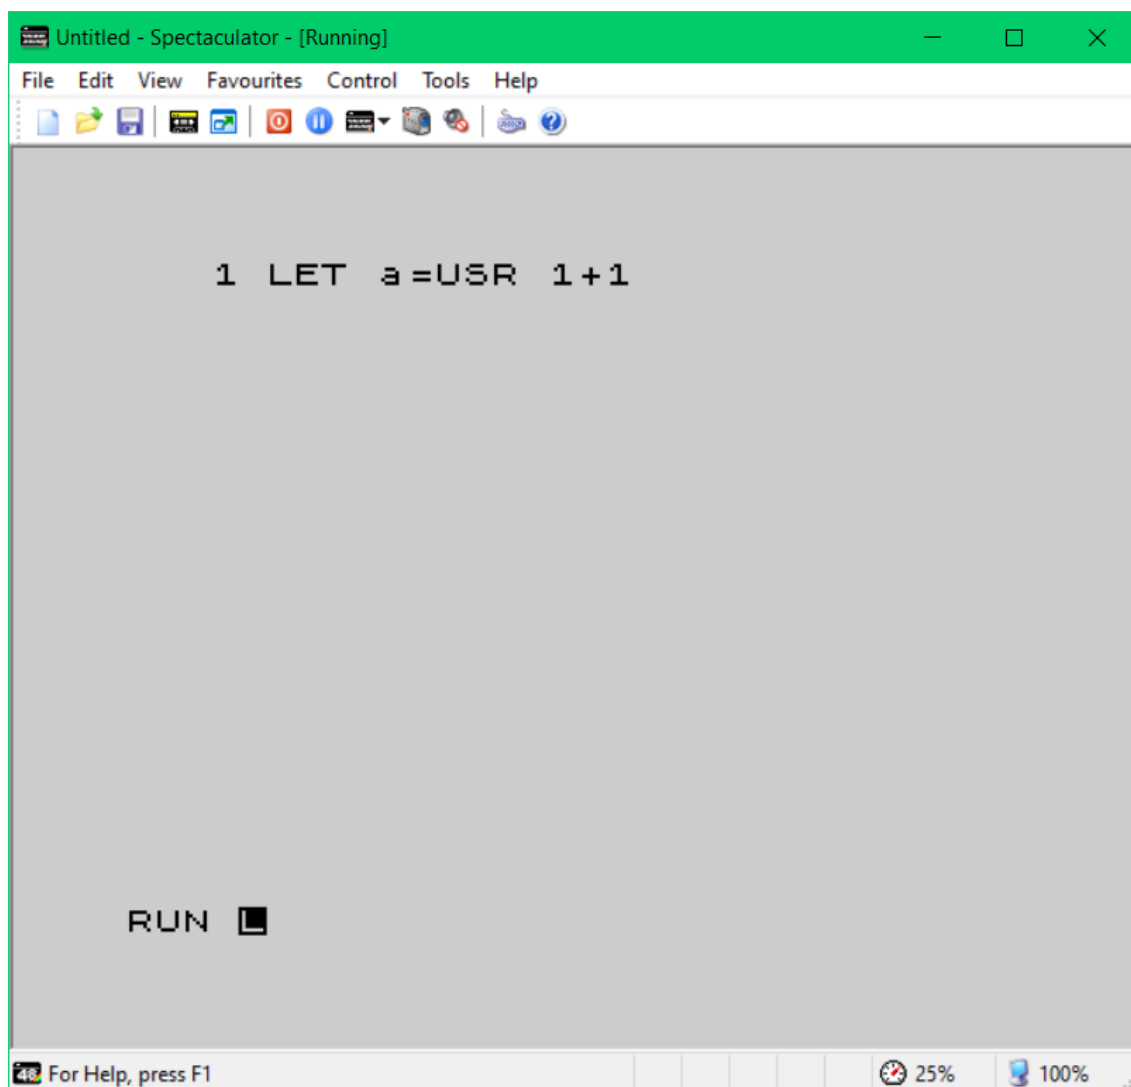 Untitled - Spectaculator - [Running]
File Edit View Favourites Control Tools Help
1 LET a=USR 1+1
RUN L
48 For Help, press F1 25% 100%